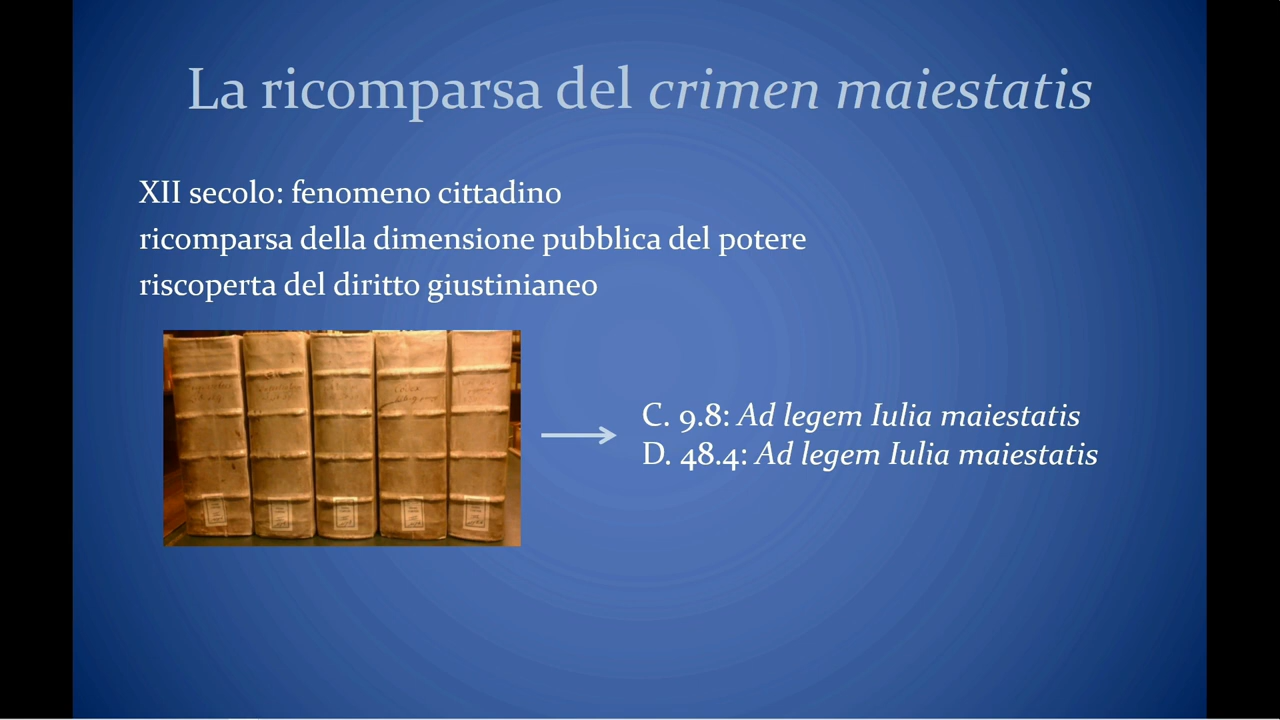 La ricomparsa del crimen maiestatis
XII secolo: fenomeno cittadino
ricomparsa della dimensione pubblica del potere
riscoperta del diritto giustinianeo
C. 9.8: Ad legem Iulia maiestatis
D. 48.4: Ad legem Iulia maiestatis